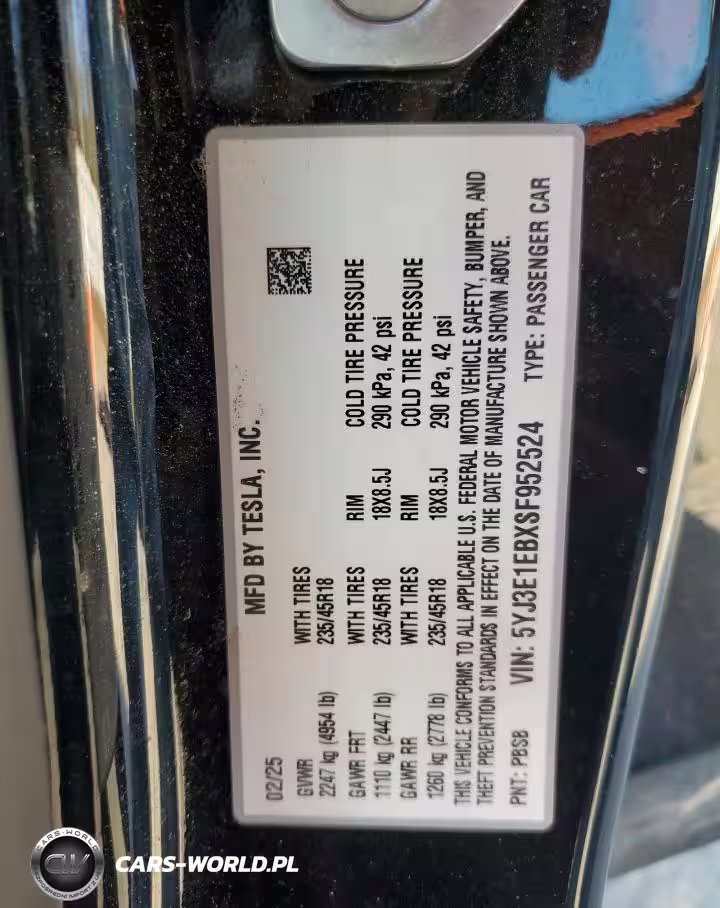 MFD BY TESLA, INC.
02/25
GVWR WITH TIRES
2247 kg (4954 lb) 235/45R18
GAWR FRT WITH TIRES RIM COLD TIRE PRESSURE
1110 kg (2447 lb) 235/45R18 18X8.5J 290 kPa, 42 psi
GAWR RR WITH TIRES RIM COLD TIRE PRESSURE
1260 kg (2778 lb) 235/45R18 18X8.5J 290 kPa, 42 psi
THIS VEHICLE CONFORMS TO ALL APPLICABLE U.S. FEDERAL MOTOR VEHICLE SAFETY, BUMPER, AND
THEFT PREVENTION STANDARDS IN EFFECT ON THE DATE OF MANUFACTURE SHOWN ABOVE.
PNT: PBSB VIN: 5YJ3E1EBXSF952524 TYPE: PASSENGER CAR
CARS-WORLD
CW
CARS-WORLD.PL